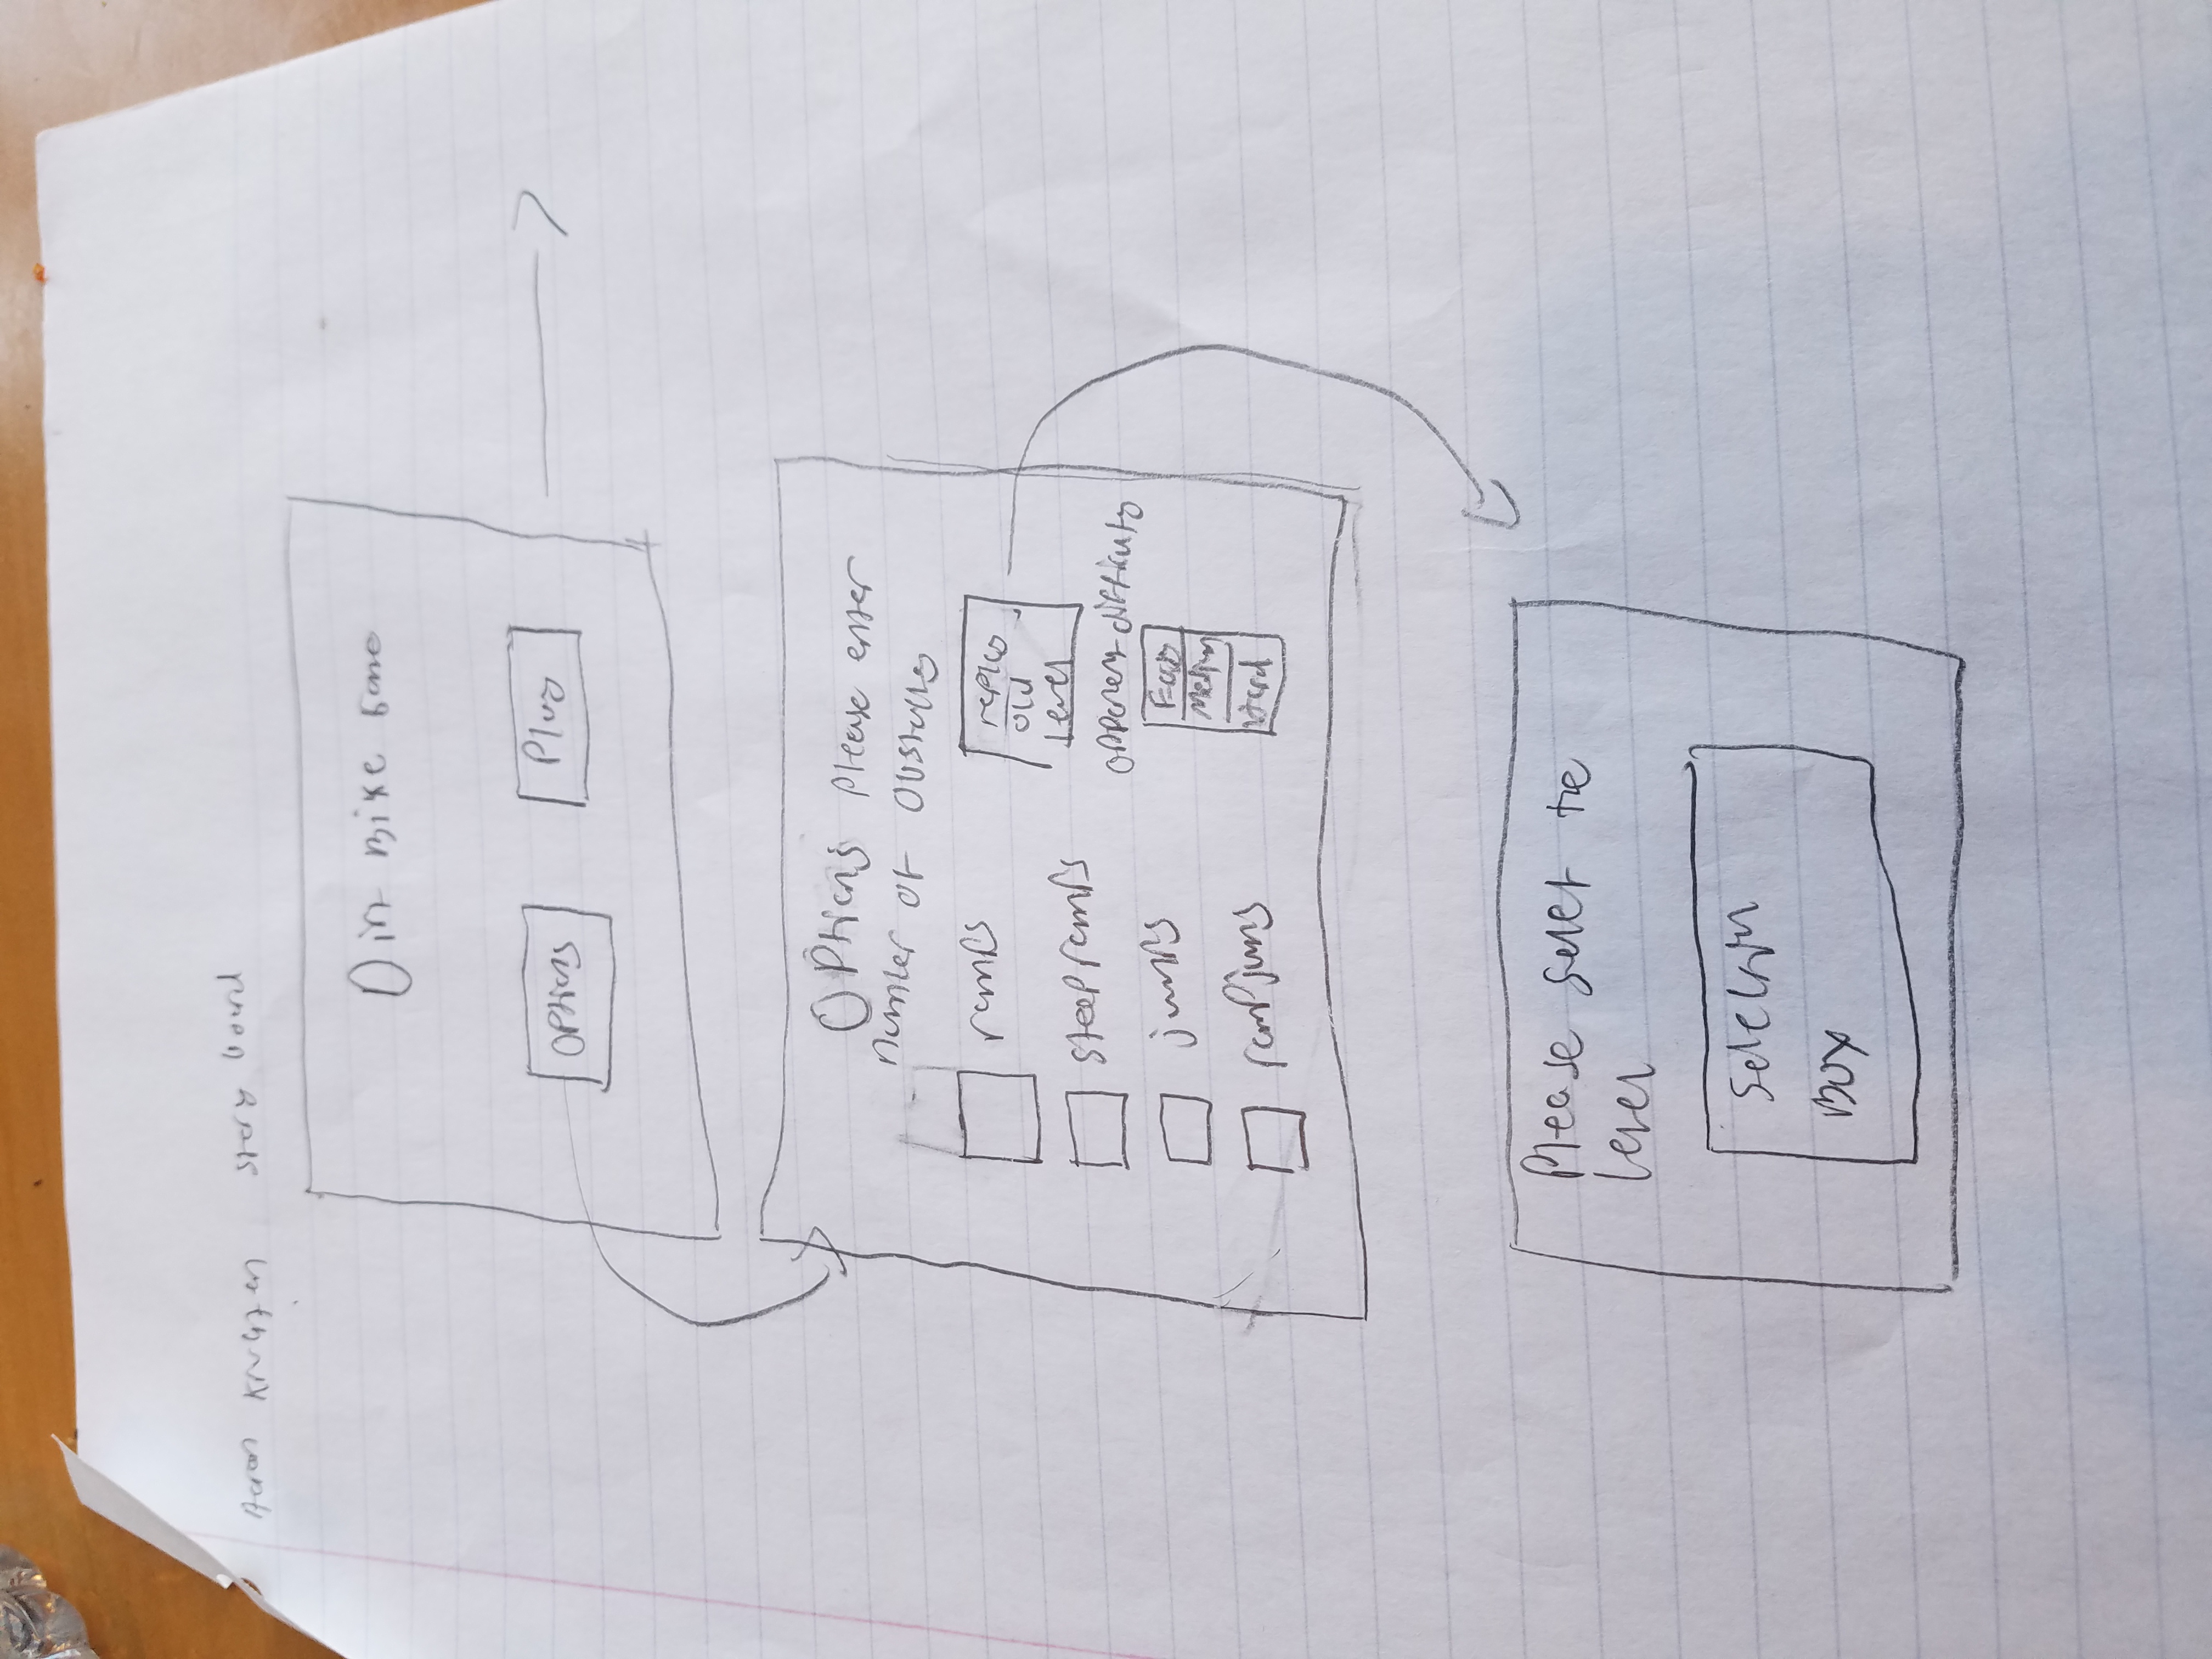 Aaron story board
Dirt Bike Game
Options Play
Options please enter
number of obstacles
ramps
steep ramps
jumps
ramp jumps
replay
old
level
opponent difficulty
Easy
Medium
Hard
Please select the
level
Selection
Box